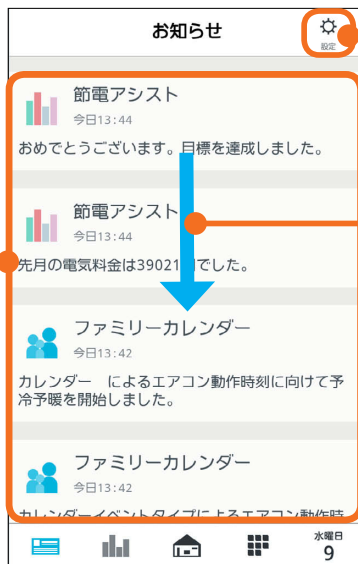 お知らせ
設定
節電アシスト
今日13:44
おめでとうございます。目標を達成しました。
節電アシスト
今日13:44
先月の電気料金は39021円でした。
ファミリーカレンダー
今日13:42
カレンダー による​エアコン動作時刻に向けて予
冷予暖を開始しました。
ファミリーカレンダー
今日13:42
カレンダーイベントタイプによるエアコン動作時
水曜日
9